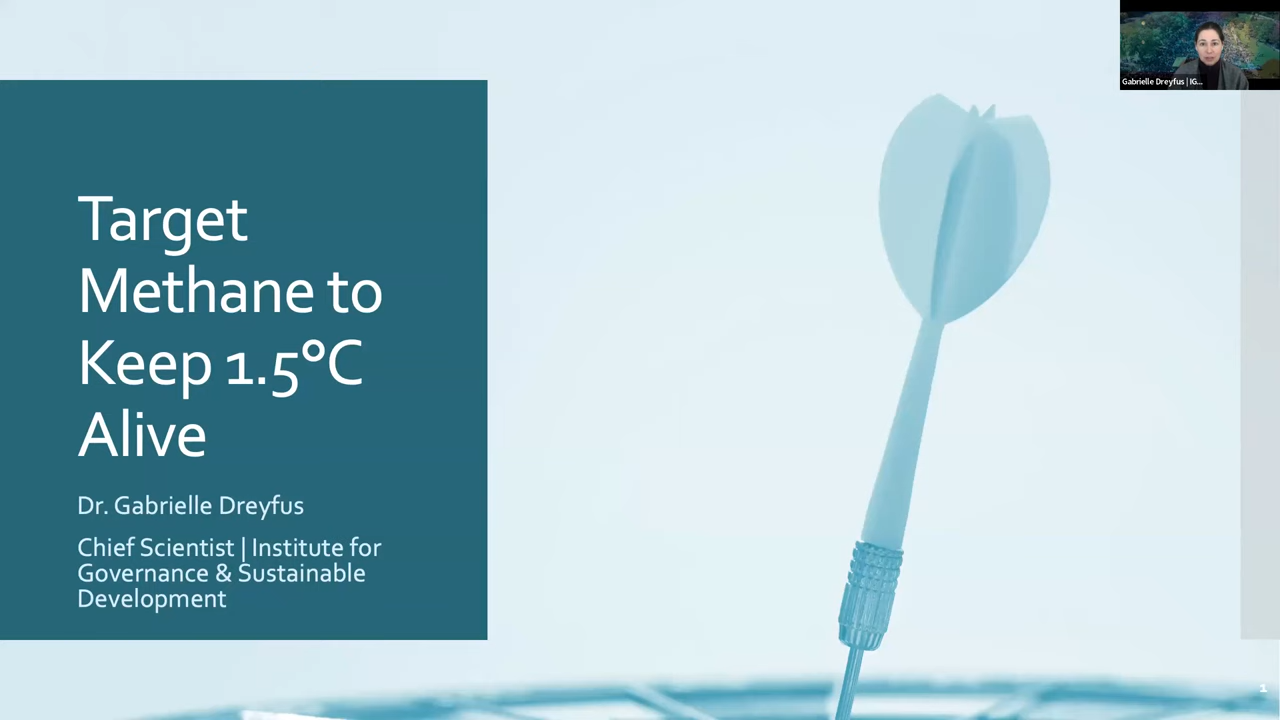 Gabrielle Dreyfus | IG...
Target
Methane to
Keep 1.5°C
Alive
Dr. Gabrielle Dreyfus
Chief Scientist | Institute for
Governance & Sustainable
Development
1